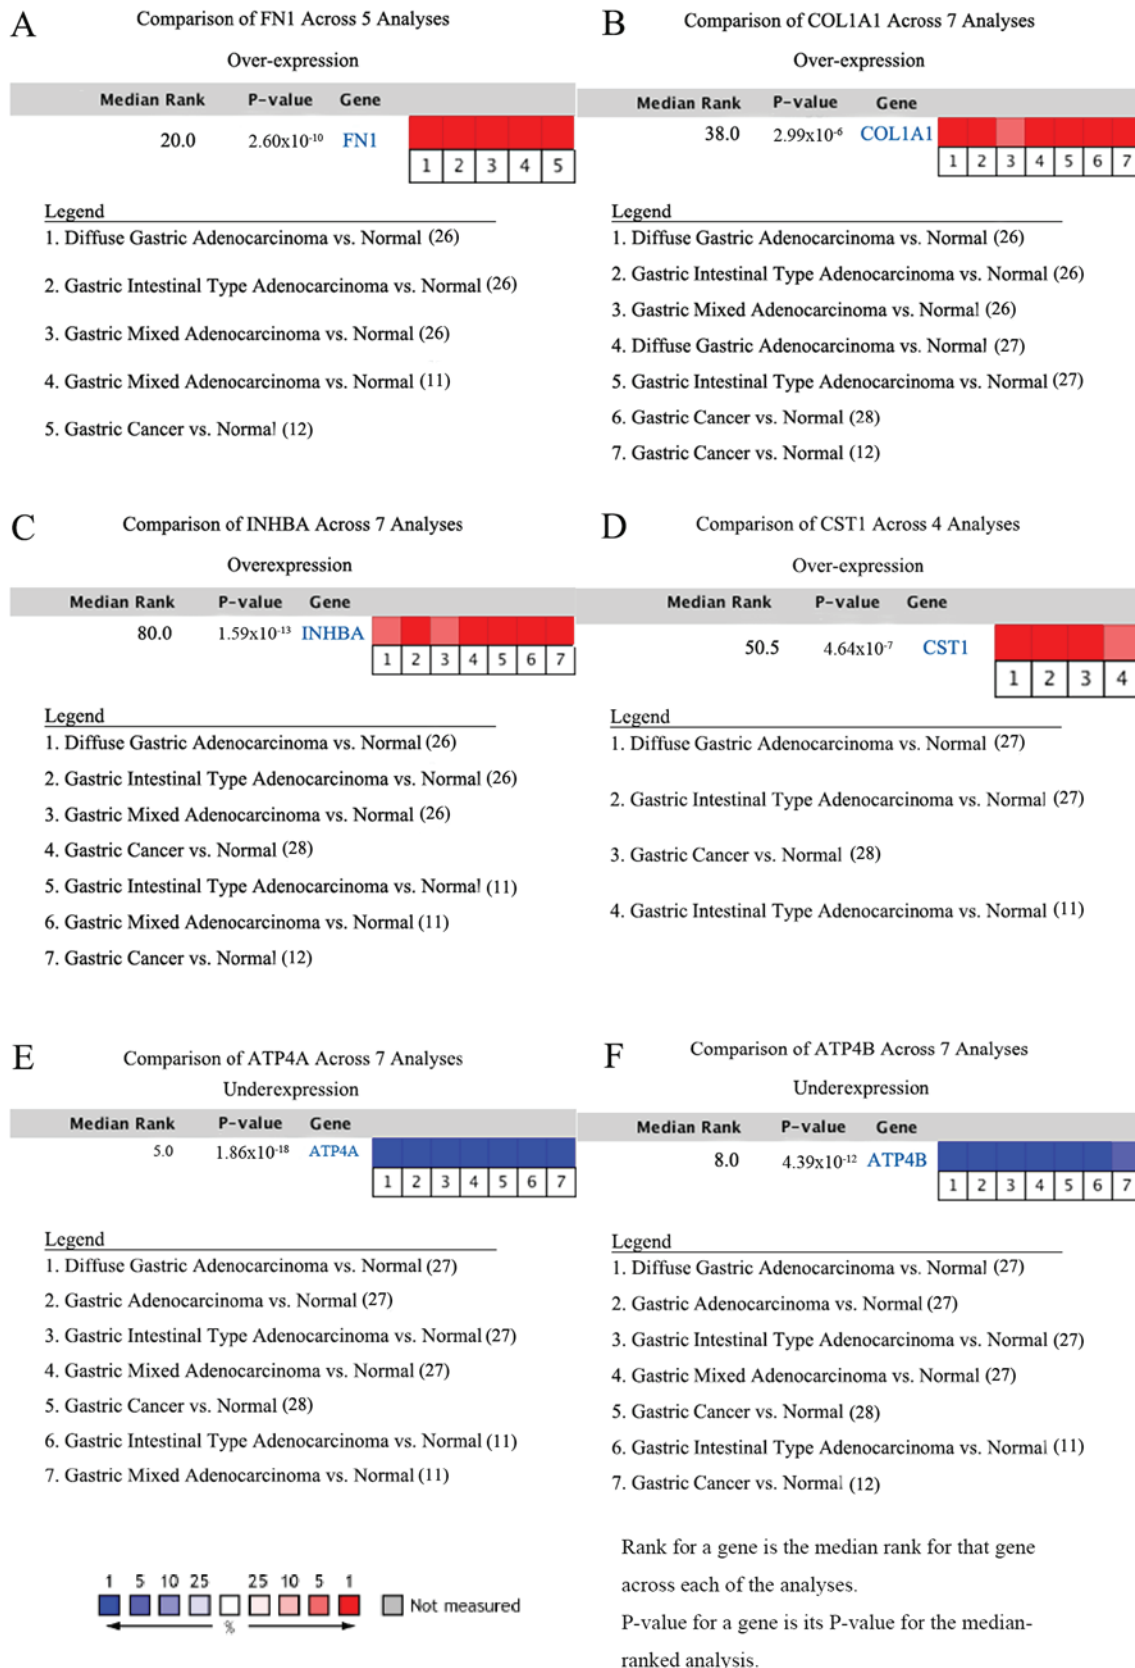 A
Comparison of FN1 Across 5 Analyses
Over-expression
Median Rank P-value Gene
20.0 2.60x10⁻¹⁰ FN1
1 2 3 4 5
Legend
1. Diffuse Gastric Adenocarcinoma vs. Normal (26)
2. Gastric Intestinal Type Adenocarcinoma vs. Normal (26)
3. Gastric Mixed Adenocarcinoma vs. Normal (26)
4. Gastric Mixed Adenocarcinoma vs. Normal (11)
5. Gastric Cancer vs. Normal (12)
B
Comparison of COL1A1 Across 7 Analyses
Over-expression
Median Rank P-value Gene
38.0 2.99x10⁻⁶ COL1A1
1 2 3 4 5 6 7
Legend
1. Diffuse Gastric Adenocarcinoma vs. Normal (26)
2. Gastric Intestinal Type Adenocarcinoma vs. Normal (26)
3. Gastric Mixed Adenocarcinoma vs. Normal (26)
4. Diffuse Gastric Adenocarcinoma vs. Normal (27)
5. Gastric Intestinal Type Adenocarcinoma vs. Normal (27)
6. Gastric Cancer vs. Normal (28)
7. Gastric Cancer vs. Normal (12)
C
Comparison of INHBA Across 7 Analyses
Overexpression
Median Rank P-value Gene
80.0 1.59x10⁻¹³ INHBA
1 2 3 4 5 6 7
Legend
1. Diffuse Gastric Adenocarcinoma vs. Normal (26)
2. Gastric Intestinal Type Adenocarcinoma vs. Normal (26)
3. Gastric Mixed Adenocarcinoma vs. Normal (26)
4. Gastric Cancer vs. Normal (28)
5. Gastric Intestinal Type Adenocarcinoma vs. Normal (11)
6. Gastric Mixed Adenocarcinoma vs. Normal (11)
7. Gastric Cancer vs. Normal (12)
D
Comparison of CST1 Across 4 Analyses
Over-expression
Median Rank P-value Gene
50.5 4.64x10⁻⁷ CST1
1 2 3 4
Legend
1. Diffuse Gastric Adenocarcinoma vs. Normal (27)
2. Gastric Intestinal Type Adenocarcinoma vs. Normal (27)
3. Gastric Cancer vs. Normal (28)
4. Gastric Intestinal Type Adenocarcinoma vs. Normal (11)
E
Comparison of ATP4A Across 7 Analyses
Underexpression
Median Rank P-value Gene
5.0 1.86x10⁻¹⁸ ATP4A
1 2 3 4 5 6 7
Legend
1. Diffuse Gastric Adenocarcinoma vs. Normal (27)
2. Gastric Adenocarcinoma vs. Normal (27)
3. Gastric Intestinal Type Adenocarcinoma vs. Normal (27)
4. Gastric Mixed Adenocarcinoma vs. Normal (27)
5. Gastric Cancer vs. Normal (28)
6. Gastric Intestinal Type Adenocarcinoma vs. Normal (11)
7. Gastric Mixed Adenocarcinoma vs. Normal (11)
F
Comparison of ATP4B Across 7 Analyses
Underexpression
Median Rank P-value Gene
8.0 4.39x10⁻¹² ATP4B
1 2 3 4 5 6 7
Legend
1. Diffuse Gastric Adenocarcinoma vs. Normal (27)
2. Gastric Adenocarcinoma vs. Normal (27)
3. Gastric Intestinal Type Adenocarcinoma vs. Normal (27)
4. Gastric Mixed Adenocarcinoma vs. Normal (27)
5. Gastric Cancer vs. Normal (28)
6. Gastric Intestinal Type Adenocarcinoma vs. Normal (11)
7. Gastric Cancer vs. Normal (12)
1 5 10 25 25 10 5 1
Not measured
%
Rank for a gene is the median rank for that gene
across each of the analyses.
P-value for a gene is its P-value for the median-
ranked analysis.